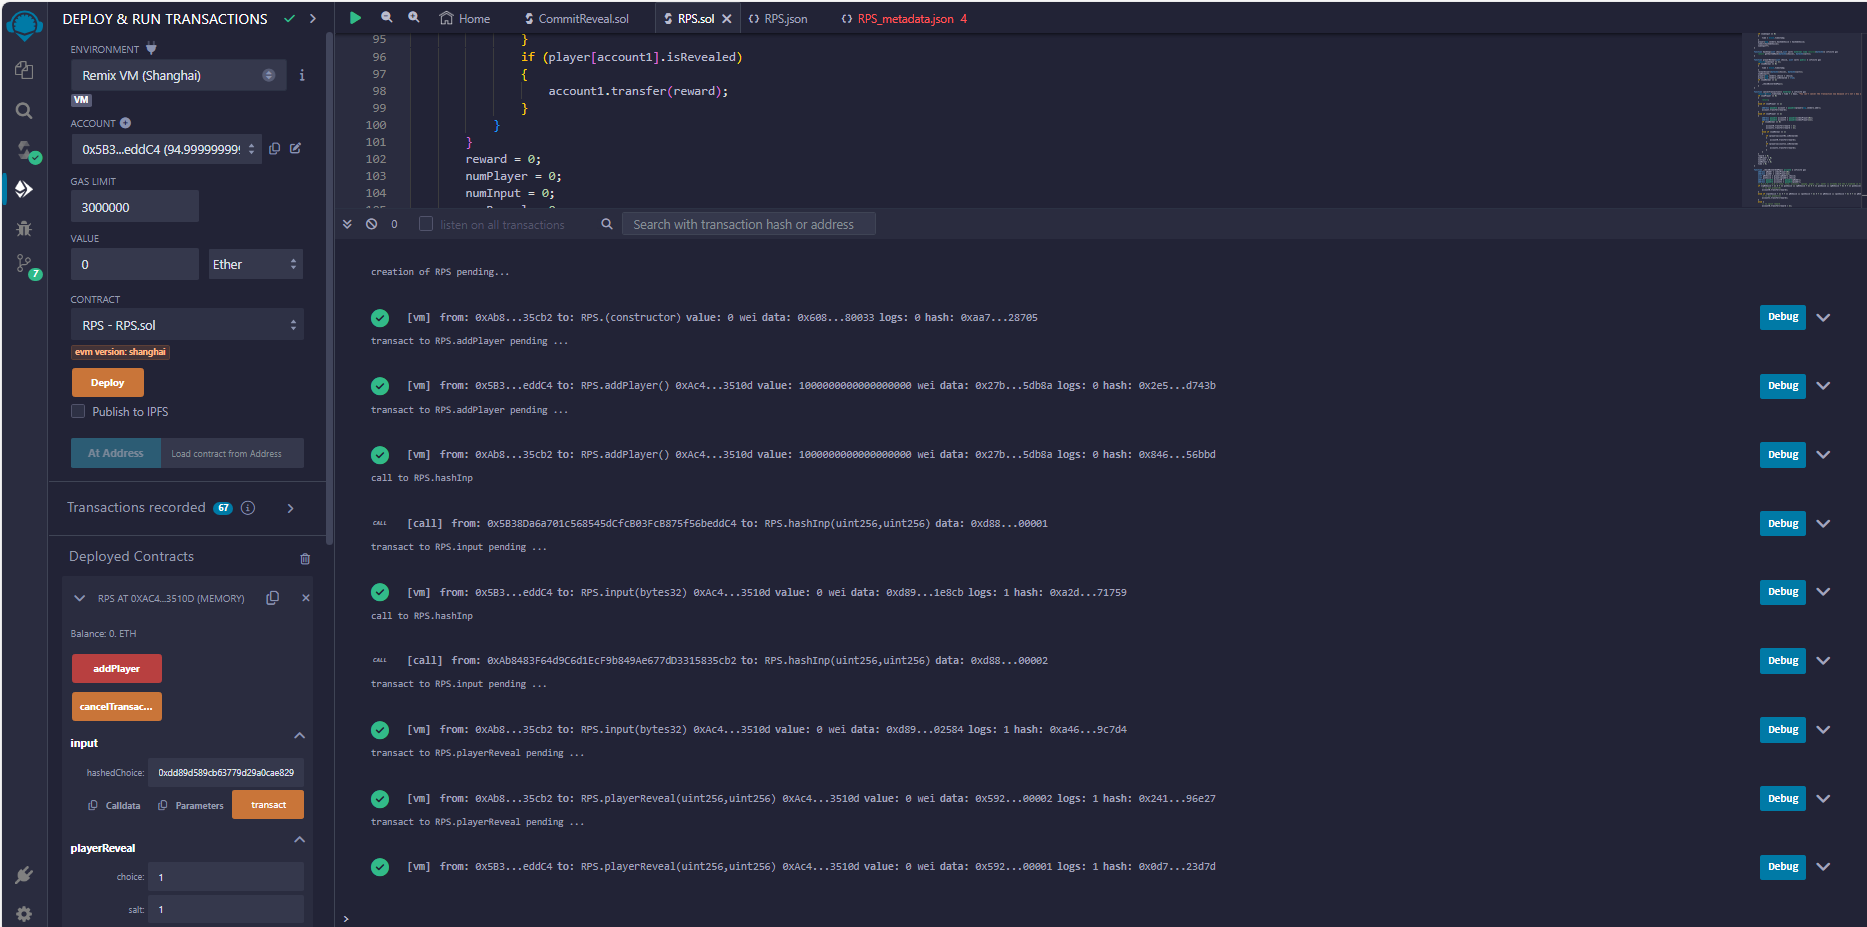 DEPLOY & RUN TRANSACTIONS
ENVIRONMENT
Remix VM (Shanghai)
VM
ACCOUNT
0x5B3...eddC4 (94.9999999999
GAS LIMIT
3000000
VALUE
0
Ether
CONTRACT
RPS - RPS.sol
evm version: shanghai
Deploy
Publish to IPFS
At Address
Load contract from Address
Transactions recorded 67
Deployed Contracts
RPS AT 0XAC4...3510D (MEMORY)
Balance: 0. ETH
addPlayer
cancelTransac...
input
hashedChoice: 0xdd89d589cb63779d29a0cae829
Calldata Parameters transact
playerReveal
choice: 1
salt: 1
7
Home CommitReveal.sol RPS.sol RPS.json RPS_metadata.json 4
95 }
96 if (player[account1].isRevealed)
97 {
98 account1.transfer(reward);
99 }
100 }
101 }
102 reward = 0;
103 numPlayer = 0;
104 numInput = 0;
0 listen on all transactions Search with transaction hash or address
creation of RPS pending...
[vm] from: 0xAb8...35cb2 to: RPS.(constructor) value: 0 wei data: 0x608...80033 logs: 0 hash: 0xaa7...28705 Debug
transact to RPS.addPlayer pending ...
[vm] from: 0x5B3...eddC4 to: RPS.addPlayer() 0xAc4...3510d value: 1000000000000000000 wei data: 0x27b...5db8a logs: 0 hash: 0x2e5...d743b Debug
transact to RPS.addPlayer pending ...
[vm] from: 0xAb8...35cb2 to: RPS.addPlayer() 0xAc4...3510d value: 1000000000000000000 wei data: 0x27b...5db8a logs: 0 hash: 0x846...56bbd Debug
call to RPS.hashInp
CALL [call] from: 0x5B38Da6a701c568545dCfcB03FcB875f56beddC4 to: RPS.hashInp(uint256,uint256) data: 0xd88...00001 Debug
transact to RPS.input pending ...
[vm] from: 0x5B3...eddC4 to: RPS.input(bytes32) 0xAc4...3510d value: 0 wei data: 0xd89...1e8cb logs: 1 hash: 0xa2d...71759 Debug
call to RPS.hashInp
CALL [call] from: 0xAb8483F64d9C6d1EcF9b849Ae677dD3315835cb2 to: RPS.hashInp(uint256,uint256) data: 0xd88...00002 Debug
transact to RPS.input pending ...
[vm] from: 0xAb8...35cb2 to: RPS.input(bytes32) 0xAc4...3510d value: 0 wei data: 0xd89...02584 logs: 1 hash: 0xa46...9c7d4 Debug
transact to RPS.playerReveal pending ...
[vm] from: 0xAb8...35cb2 to: RPS.playerReveal(uint256,uint256) 0xAc4...3510d value: 0 wei data: 0x592...00002 logs: 1 hash: 0x241...96e27 Debug
transact to RPS.playerReveal pending ...
[vm] from: 0x5B3...eddC4 to: RPS.playerReveal(uint256,uint256) 0xAc4...3510d value: 0 wei data: 0x592...00001 logs: 1 hash: 0x0d7...23d7d Debug
>